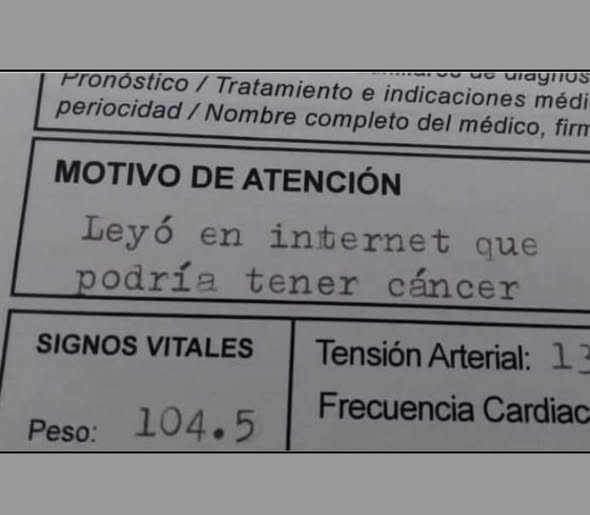 Pronóstico / Tratamiento e indicaciones médi
periocidad / Nombre completo del médico, firm
MOTIVO DE ATENCIÓN
Leyó en internet que
podría tener cáncer
SIGNOS VITALES
Peso: 104.5
Tensión Arterial: 13
Frecuencia Cardiac